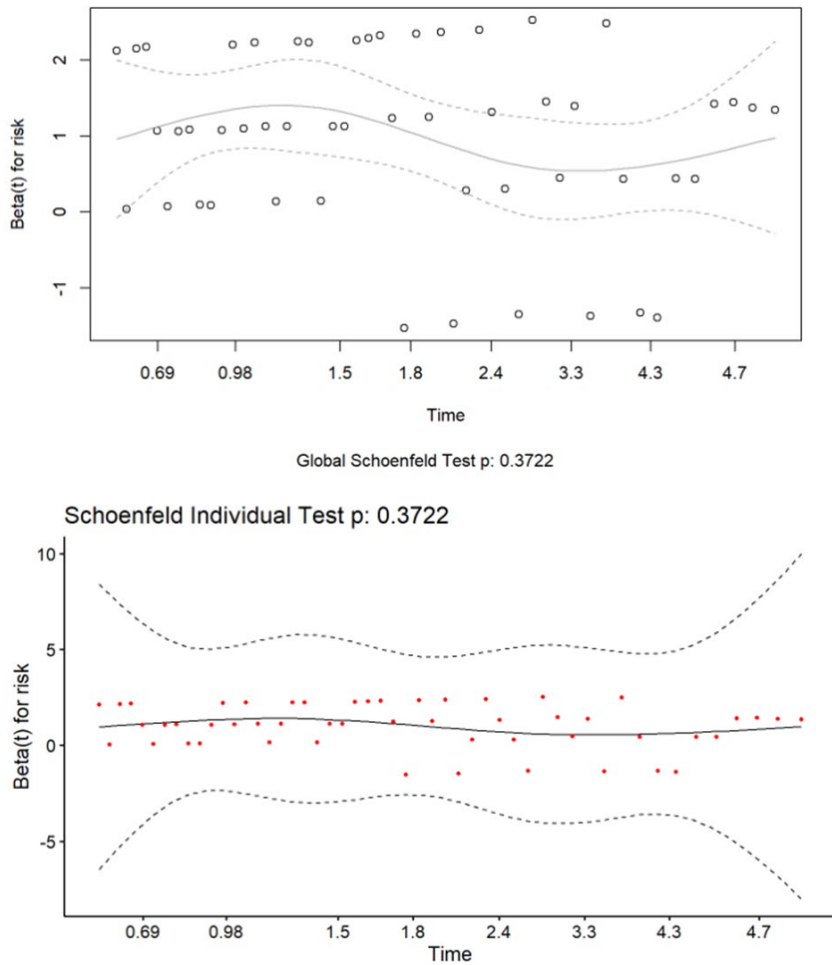 Beta(t) for risk
2
1
0
-1
0.69 0.98 1.5 1.8 2.4 3.3 4.3 4.7
Time
Global Schoenfeld Test p: 0.3722
Schoenfeld Individual Test p: 0.3722
Beta(t) for risk
10
5
0
-5
0.69 0.98 1.5 1.8 2.4 3.3 4.3 4.7
Time